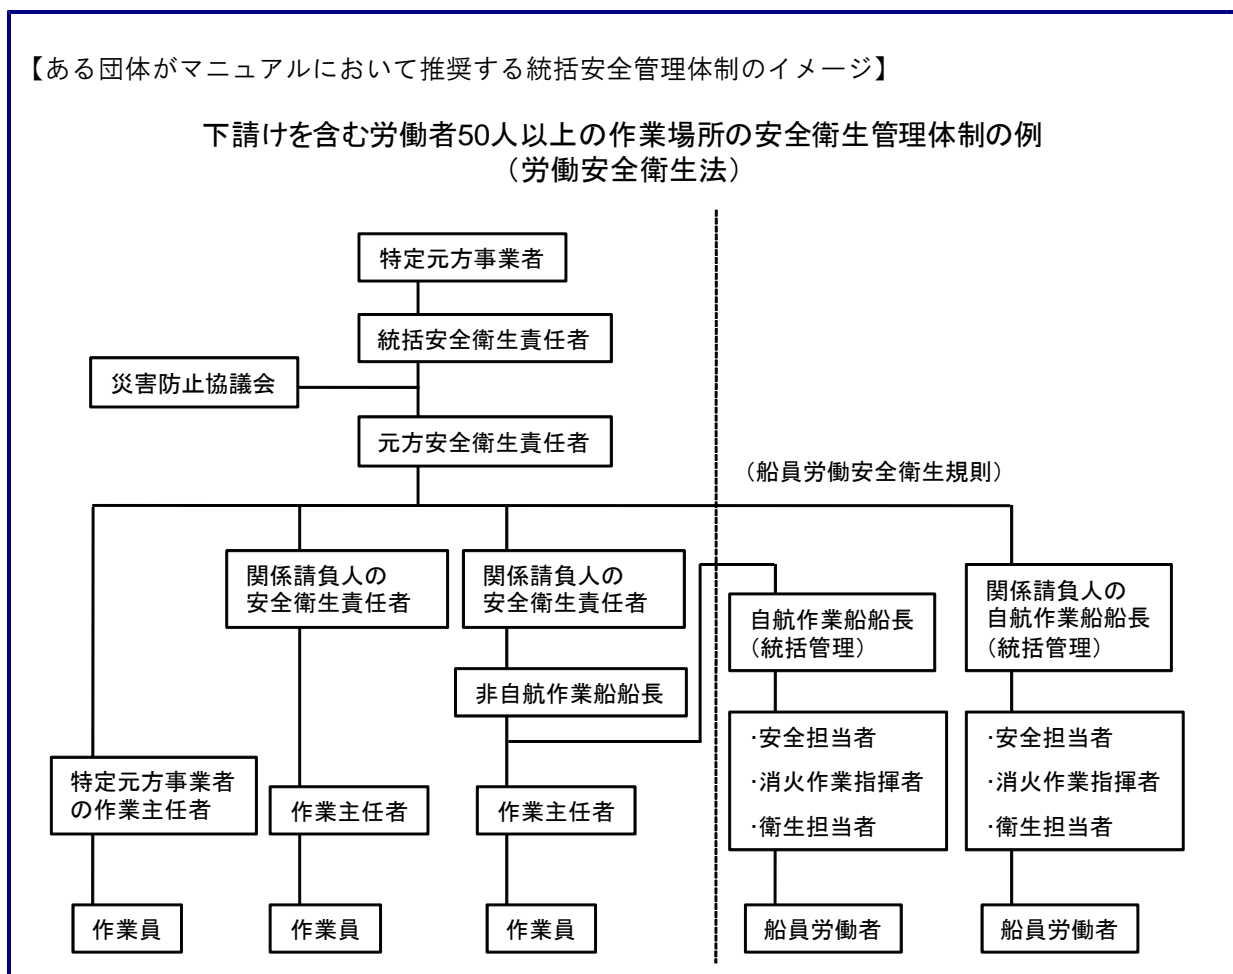 【ある団体がマニュアルにおいて推奨する統括安全管理体制のイメージ】
下請けを含む労働者50人以上の作業場所の安全衛生管理体制の例
（労働安全衛生法）
特定元方事業者
統括安全衛生責任者
災害防止協議会
元方安全衛生責任者
（船員労働安全衛生規則）
関係請負人の
安全衛生責任者
関係請負人の
安全衛生責任者
自航作業船船長
（統括管理）
関係請負人の
自航作業船船長
（統括管理）
非自航作業船船長
・安全担当者
・消火作業指揮者
・衛生担当者
・安全担当者
・消火作業指揮者
・衛生担当者
特定元方事業者
の作業主任者
作業主任者
作業主任者
作業員
作業員
作業員
船員労働者
船員労働者